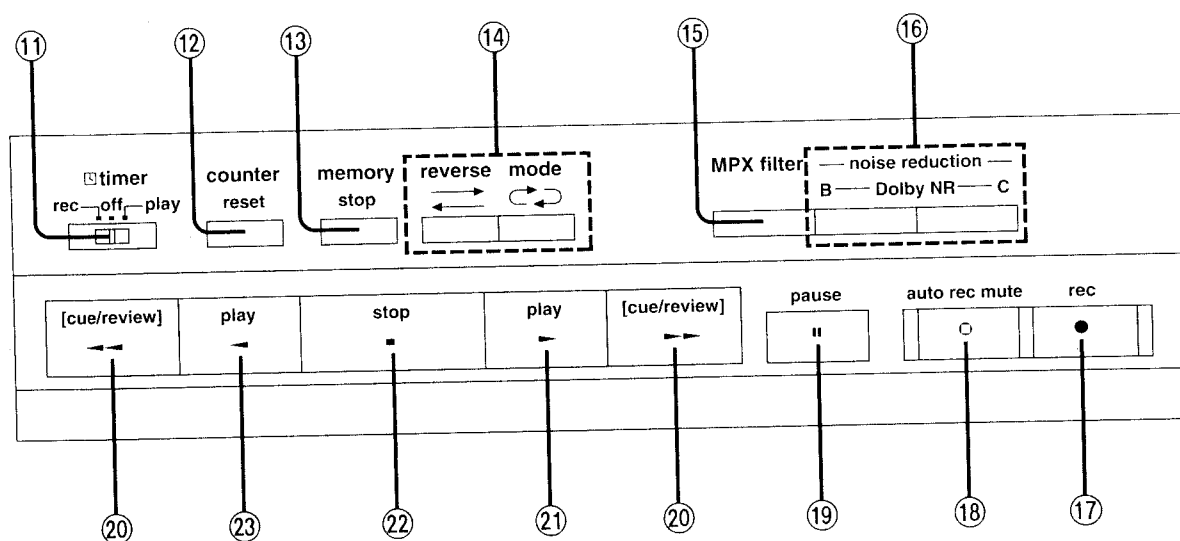 ⑪ ⑫ ⑬ ⑭ ⑮ ⑯
timer
rec off play
counter
reset
memory
stop
reverse mode
MPX filter
noise reduction
B Dolby NR C
[cue/review]
play
stop
play
[cue/review]
pause
auto rec mute
rec
⑳ ㉓ ㉒ ㉑ ⑳ ⑲ ⑱ ⑰